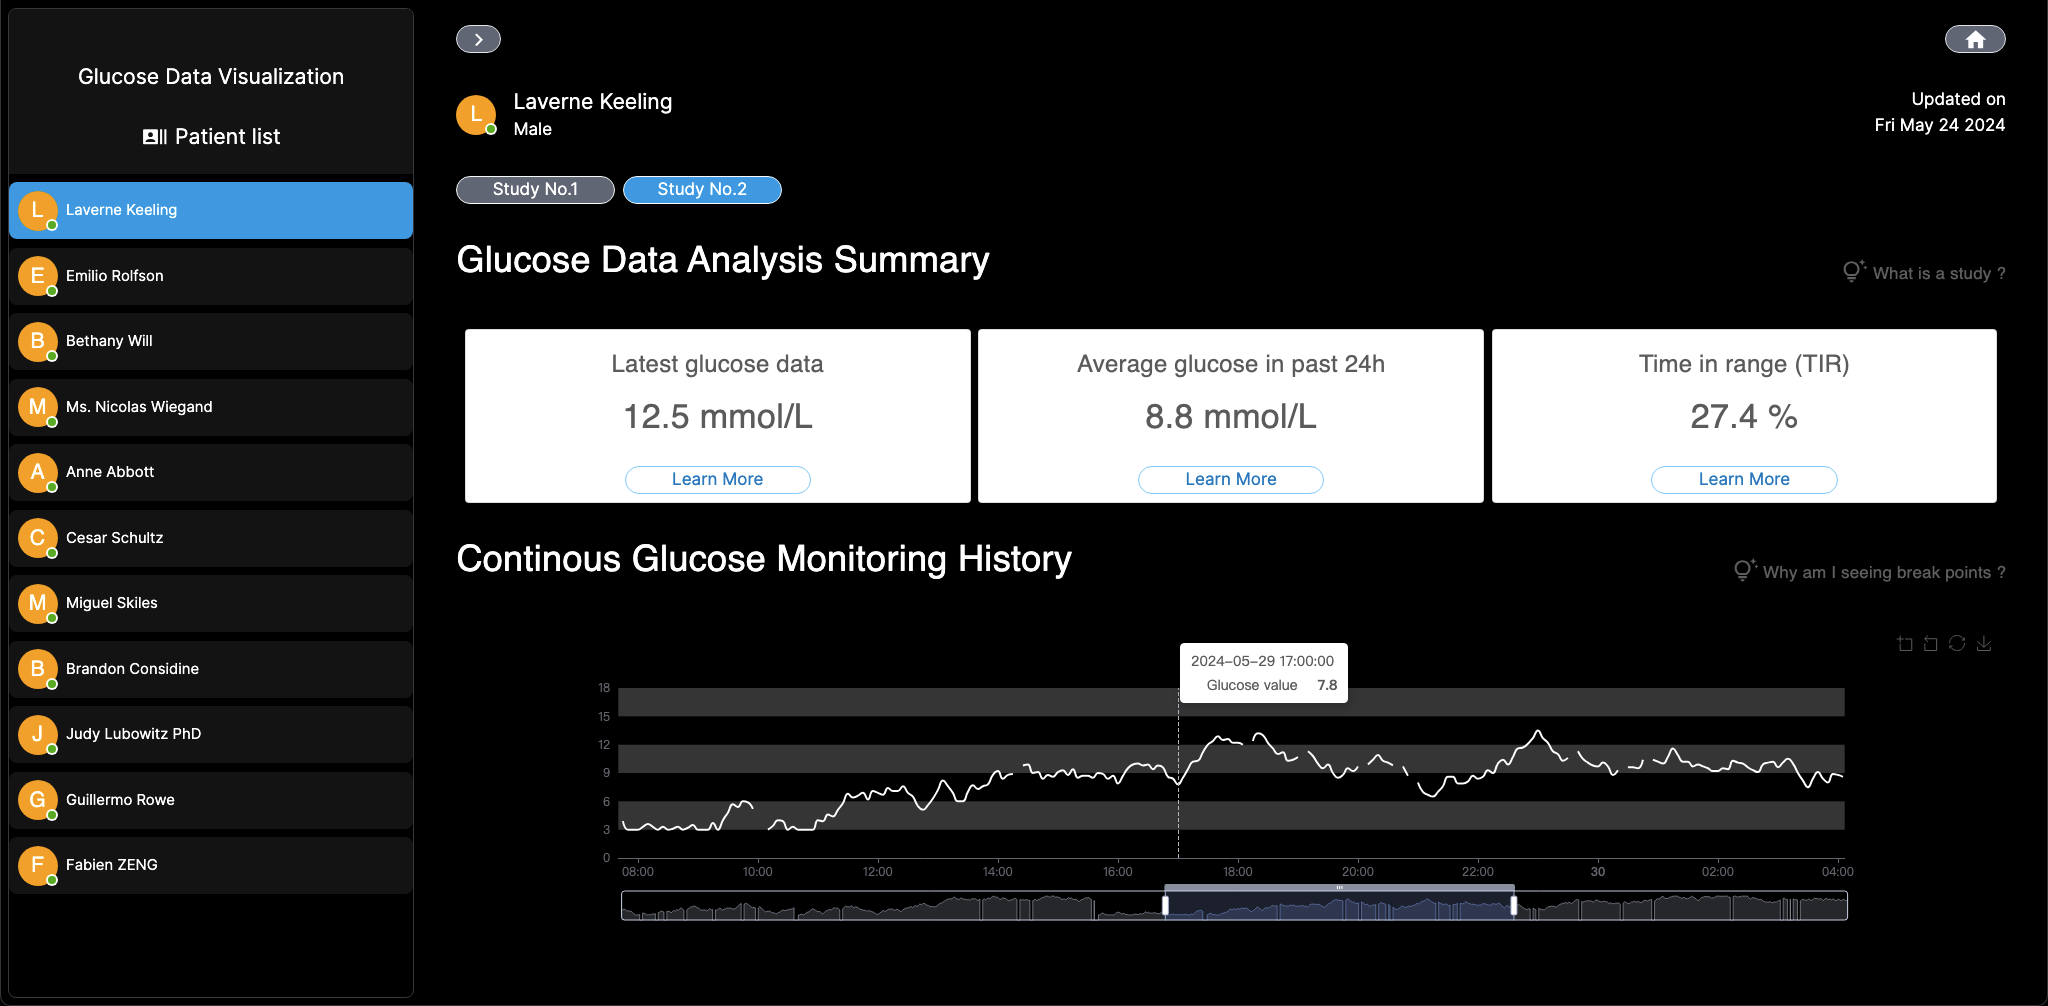 Glucose Data Visualization
Patient list
L Laverne Keeling
E Emilio Rolfson
B Bethany Will
M Ms. Nicolas Wiegand
A Anne Abbott
C Cesar Schultz
M Miguel Skiles
B Brandon Considine
J Judy Lubowitz PhD
G Guillermo Rowe
F Fabien ZENG
L Laverne Keeling
Male
Updated on
Fri May 24 2024
Study No.1 Study No.2
Glucose Data Analysis Summary
What is a study ?
Latest glucose data
12.5 mmol/L
Learn More
Average glucose in past 24h
8.8 mmol/L
Learn More
Time in range (TIR)
27.4 %
Learn More
Continous Glucose Monitoring History
Why am I seeing break points ?
2024-05-29 17:00:00
Glucose value 7.8
18
15
12
9
6
3
0
08:00 10:00 12:00 14:00 16:00 18:00 20:00 22:00 30 02:00 04:00